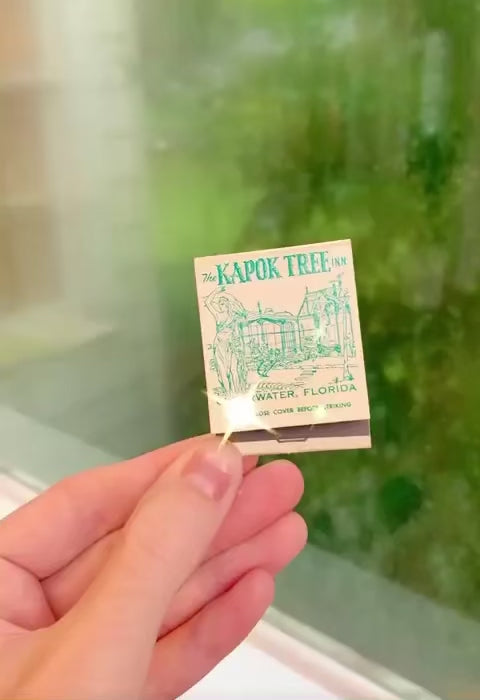 The KAPOK TREE INN
WATER, FLORIDA
COVER BEFORE STRIKING